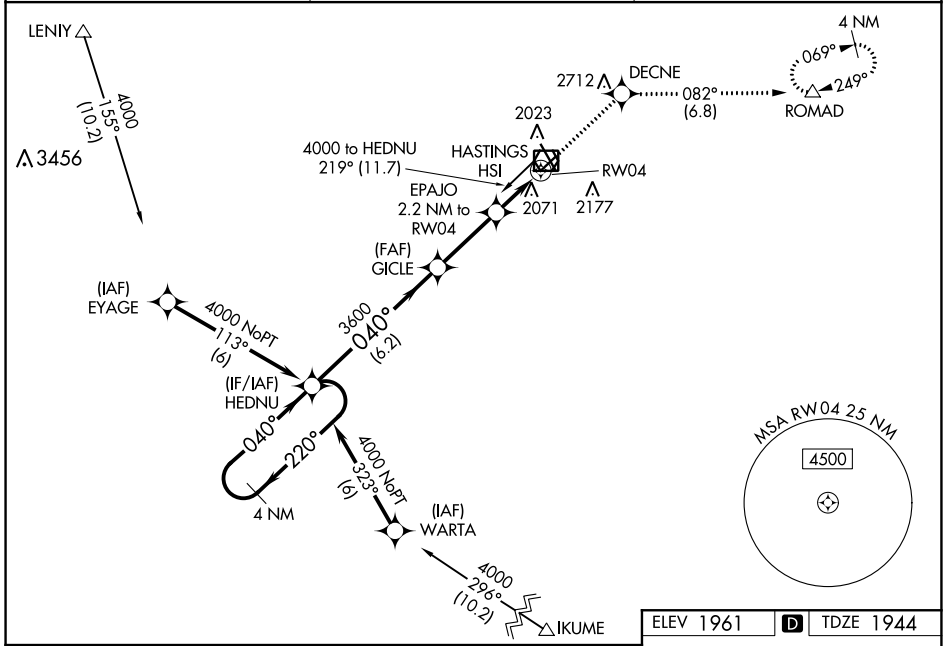 LENIY
4000
155°
(10.2)
3456
4 NM
069°
249°
ROMAD
DECNE
2712
082°
(6.8)
2023
4000 to HEDNU
219° (11.7)
HASTINGS
HSI
RW04
EPAJO
2.2 NM to
RW04
2071
2177
(FAF)
GICLE
(IAF)
EYAGE
4000 NoPT
113°
(6)
3600
040°
(6.2)
(IF/IAF)
HEDNU
040°
220°
4 NM
4000 NoPT
323°
(6)
(IAF)
WARTA
4000
296°
(10.2)
IKUME
MSA RW04 25 NM
4500
ELEV 1961 D TDZE 1944